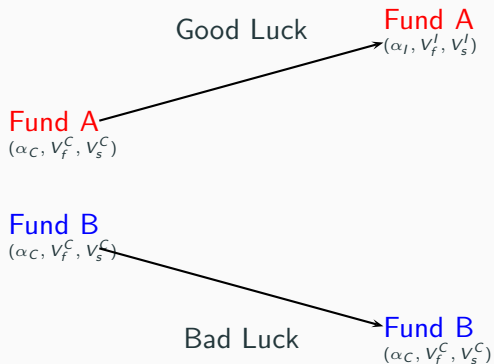 Good Luck
Fund A
(α_I, V_f^I, V_s^I)
Fund A
(α_C, V_f^C, V_s^C)
Fund B
(α_C, V_f^C, V_s^C)
Bad Luck
Fund B
(α_C, V_f^C, V_s^C)